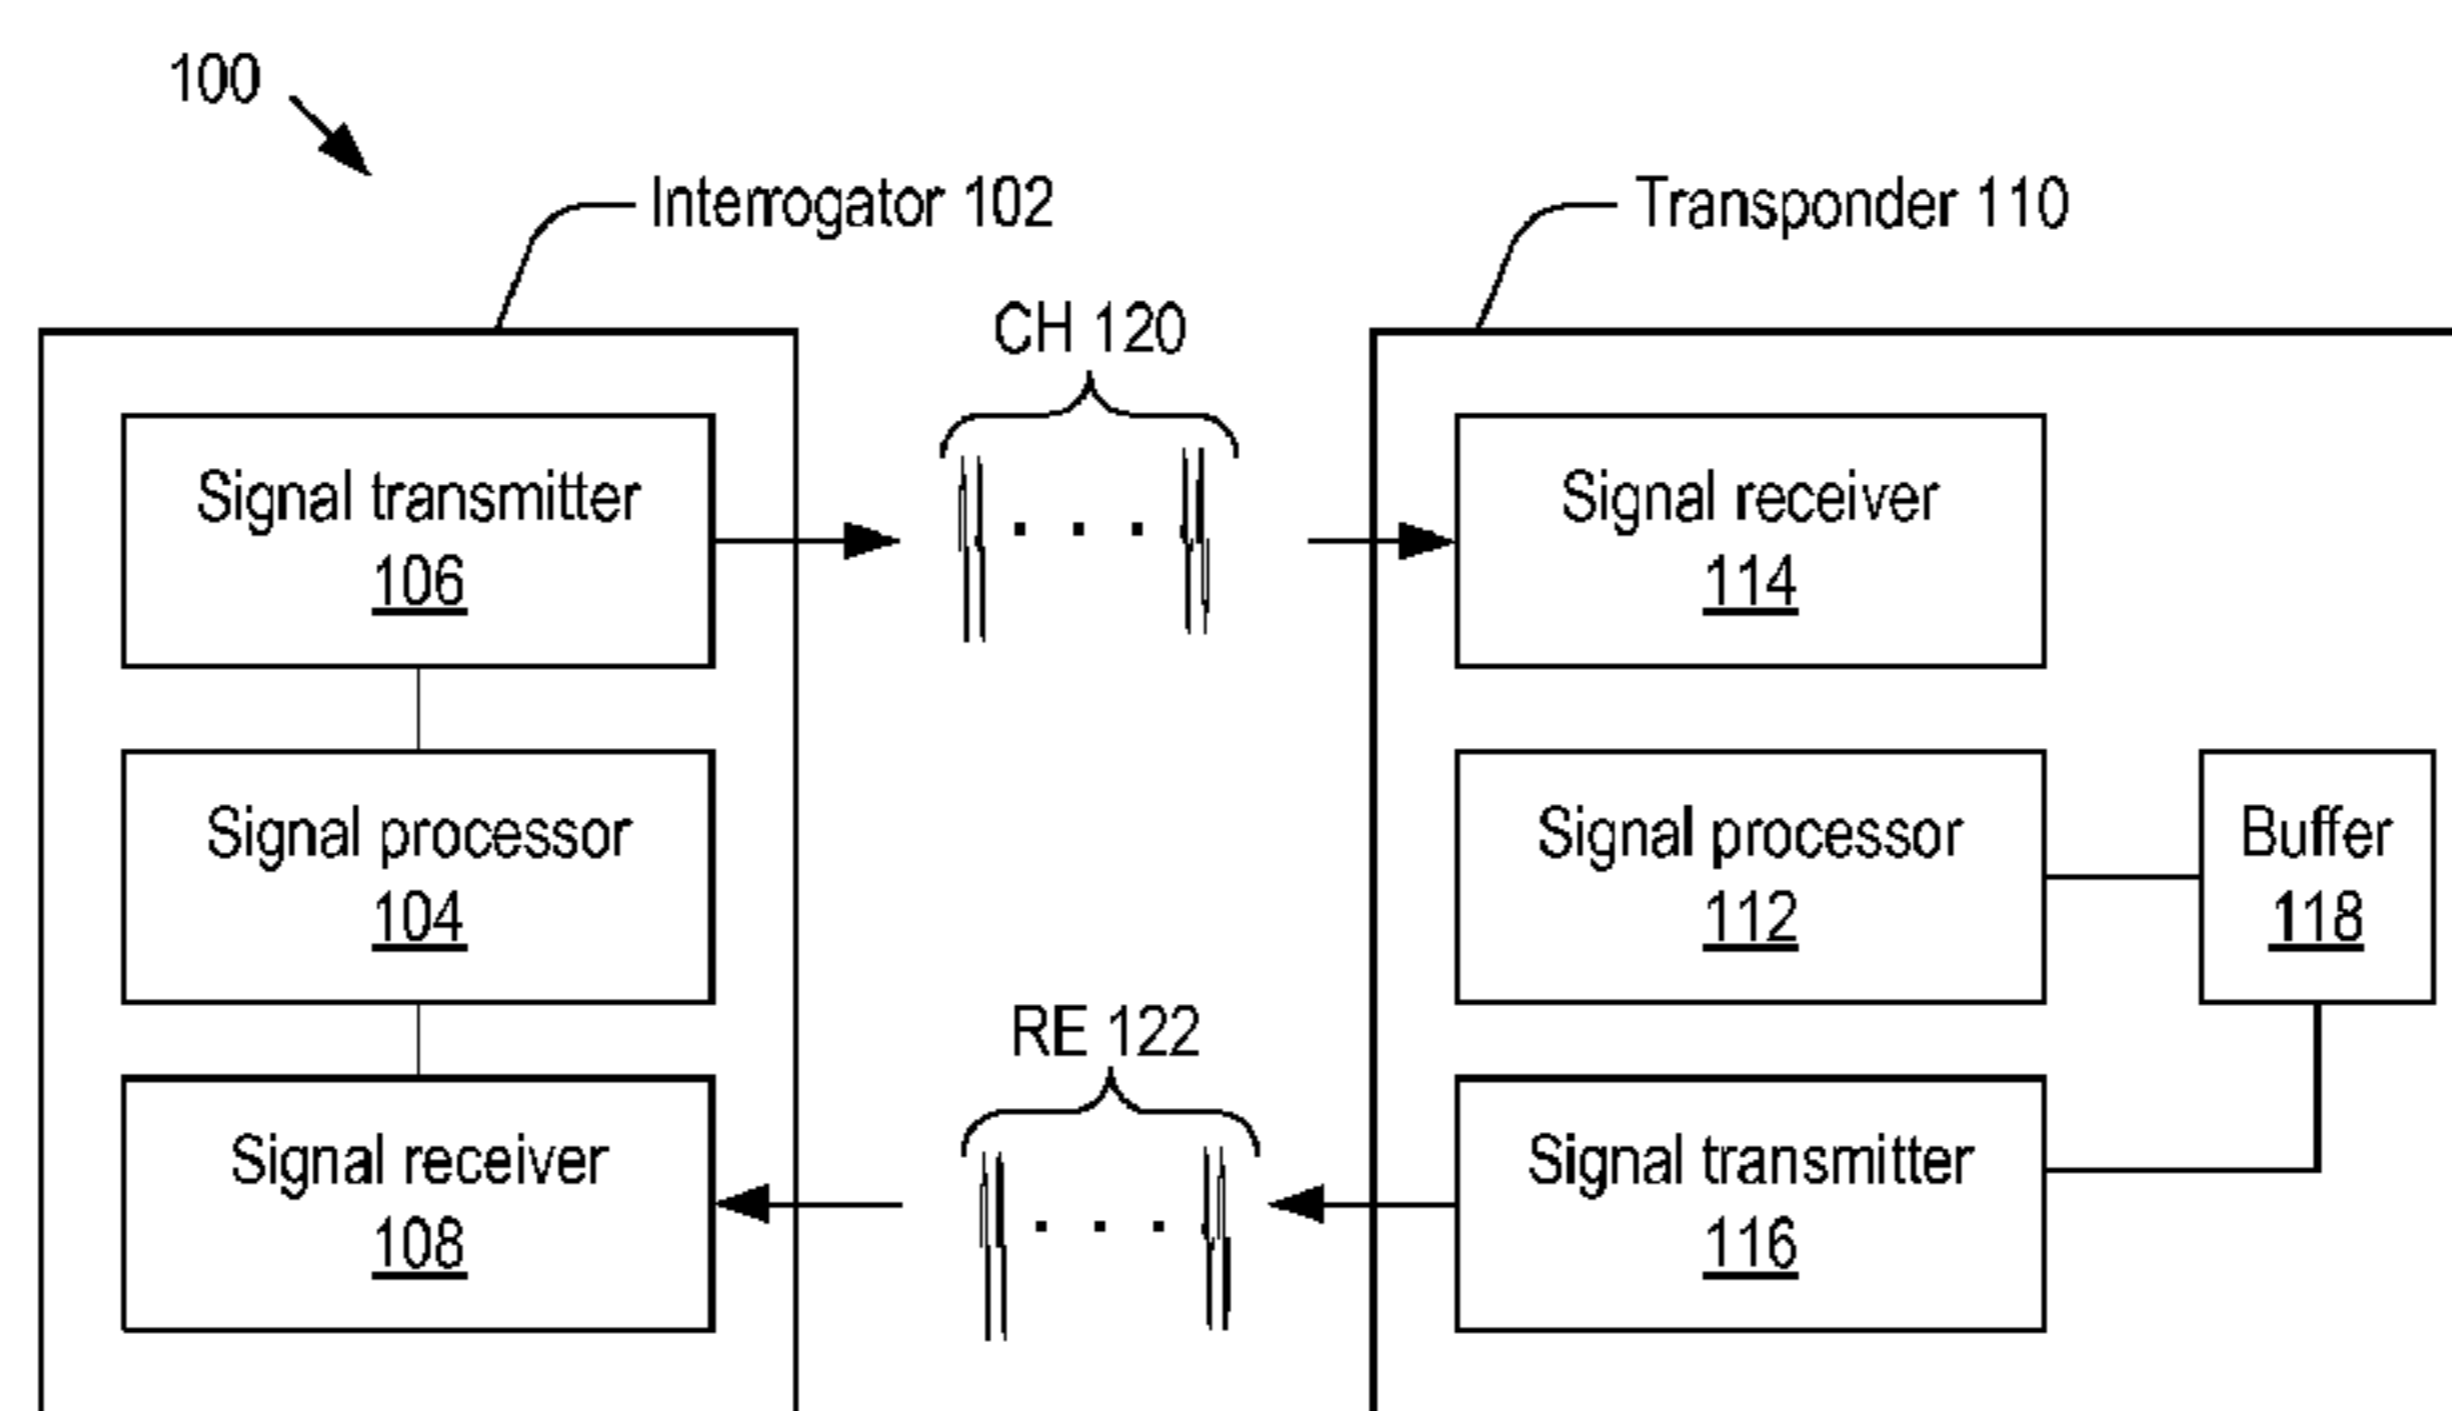 100
Interrogator 102
Transponder 110
CH 120
Signal transmitter
106
Signal receiver
114
Signal processor
104
Signal processor
112
Buffer
118
RE 122
Signal receiver
108
Signal transmitter
116